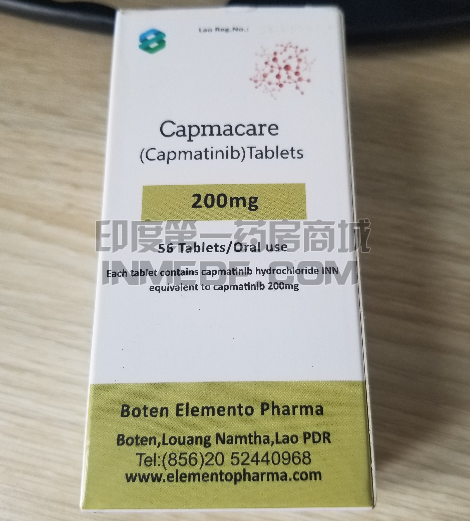 Lao Reg.No.:
Capmacare
(Capmatinib)Tablets
200mg
印度第一药房商城
56 Tablets/Oral use
INMEDF.COM
Each tablet contains capmatinib hydrochloride INN
equivalent to capmatinib 200mg
Boten Elemento Pharma
Boten,Louang Namtha,Lao PDR
Tel:(856)20 52440968
www.elementopharma.com